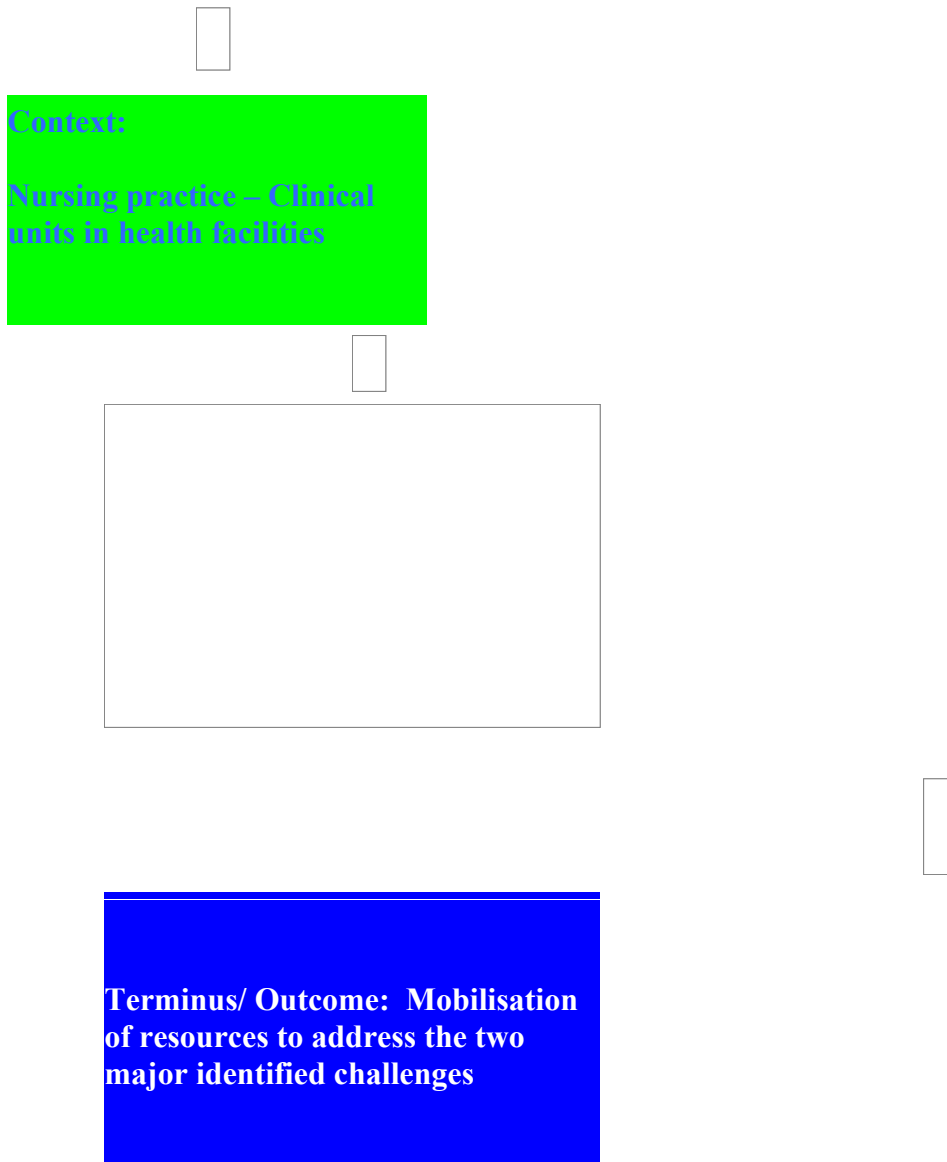 Context:
Nursing practice – Clinical
units in health facilities
Terminus/ Outcome:  Mobilisation
of resources to address the two
major identified challenges